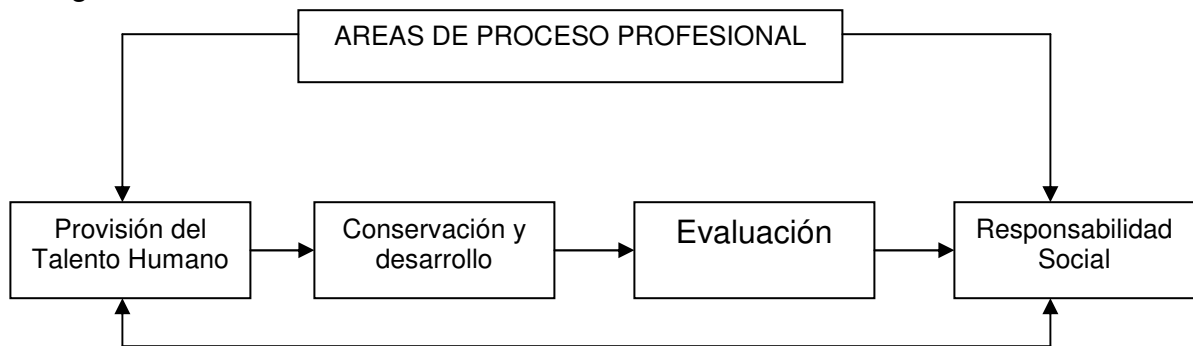 AREAS DE PROCESO PROFESIONAL
Provisión del
Talento Humano
Conservación y
desarrollo
Evaluación
Responsabilidad
Social